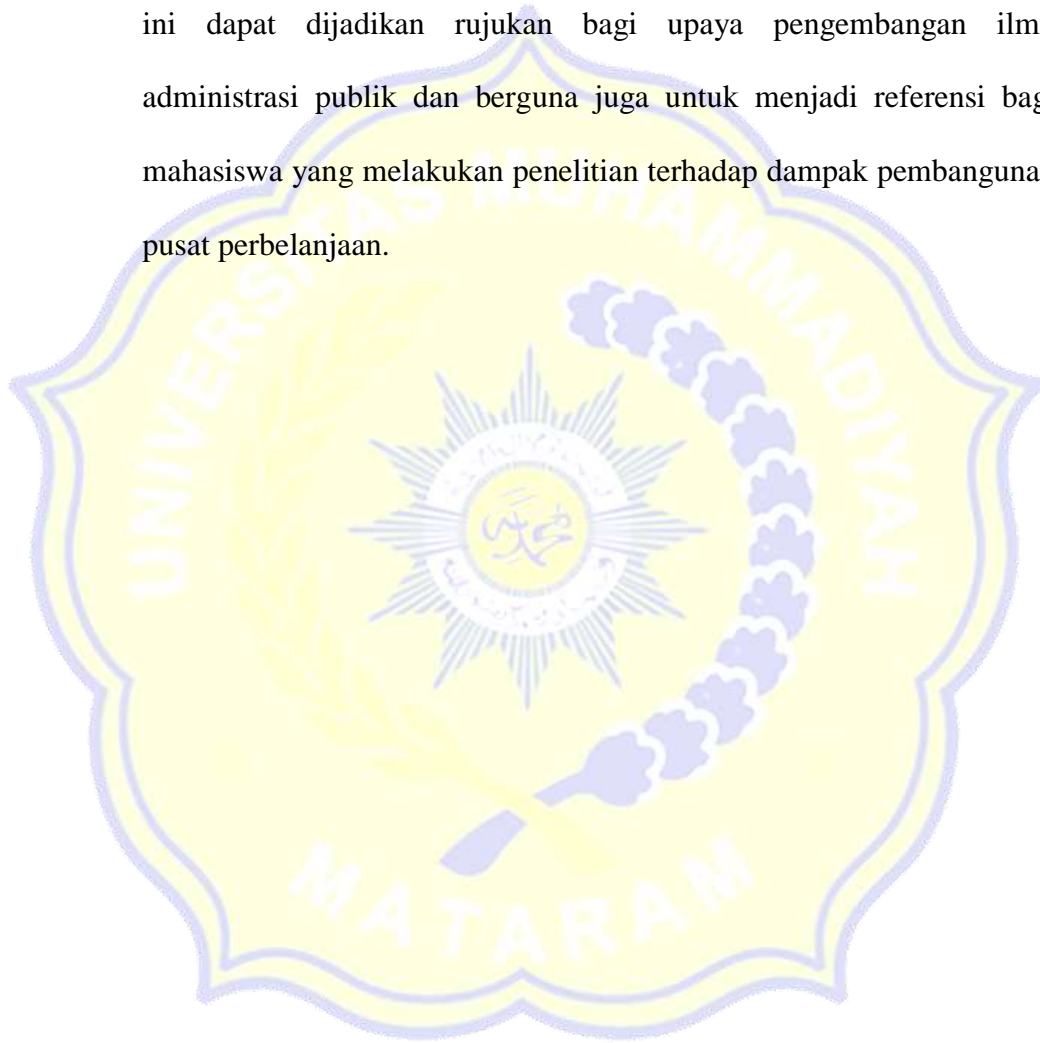 ini dapat dijadikan rujukan bagi upaya pengembangan ilm
administrasi publik dan berguna juga untuk menjadi referensi bag
mahasiswa yang melakukan penelitian terhadap dampak pembanguna
pusat perbelanjaan.
UNIVERSITAS MUHAMMADIYAH
MATARAM